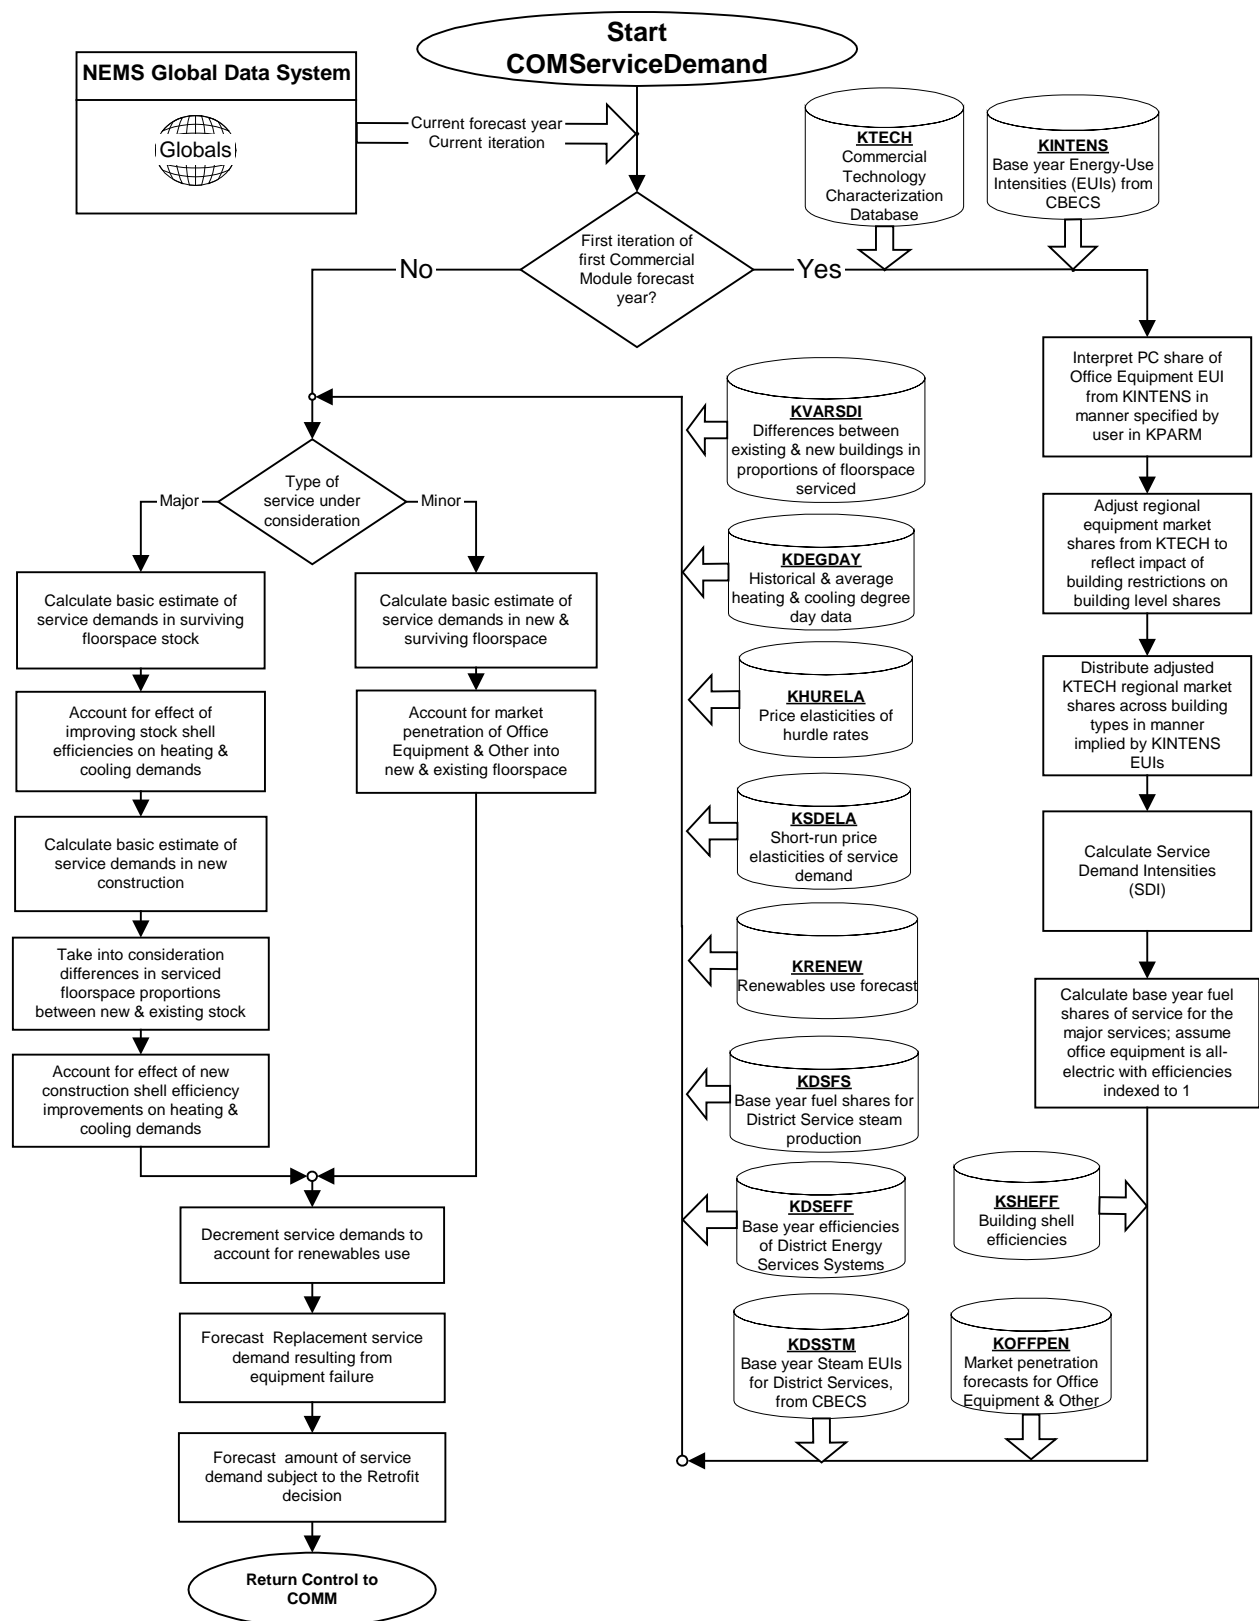 Start
COMServiceDemand
NEMS Global Data System
Globals
Current forecast year
Current iteration
KTECH
Commercial
Technology
Characterization
Database
KINTENS
Base year Energy-Use
Intensities (EUIs) from
CBECS
First iteration of
first Commercial
Module forecast
year?
No
Yes
Interpret PC share of
Office Equipment EUI
from KINTENS in
manner specified by
user in KPARM
Adjust regional
equipment market
shares from KTECH to
reflect impact of
building restrictions on
building level shares
Distribute adjusted
KTECH regional market
shares across building
types in manner
implied by KINTENS
EUIs
Calculate Service
Demand Intensities
(SDI)
Calculate base year fuel
shares of service for the
major services; assume
office equipment is all-
electric with efficiencies
indexed to 1
KSHEFF
Building shell
efficiencies
KOFFPEN
Market penetration
forecasts for Office
Equipment & Other
KVARSDI
Differences between
existing & new buildings in
proportions of floorspace
serviced
KDEGDAY
Historical & average
heating & cooling degree
day data
KHURELA
Price elasticities of
hurdle rates
KSDELA
Short-run price
elasticities of service
demand
KRENEW
Renewables use forecast
KDSFS
Base year fuel shares for
District Service steam
production
KDSEFF
Base year efficiencies
of District Energy
Services Systems
KDSSTM
Base year Steam EUIs
for District Services,
from CBECS
Type of
service under
consideration
Major
Minor
Calculate basic estimate of
service demands in surviving
floorspace stock
Account for effect of
improving stock shell
efficiencies on heating &
cooling demands
Calculate basic estimate of
service demands in new
construction
Take into consideration
differences in serviced
floorspace proportions
between new & existing stock
Account for effect of new
construction shell efficiency
improvements on heating &
cooling demands
Calculate basic estimate of
service demands in new &
surviving floorspace
Account for market
penetration of Office
Equipment & Other into
new & existing floorspace
Decrement service demands to
account for renewables use
Forecast Replacement service
demand resulting from
equipment failure
Forecast amount of service
demand subject to the Retrofit
decision
Return Control to
COMM